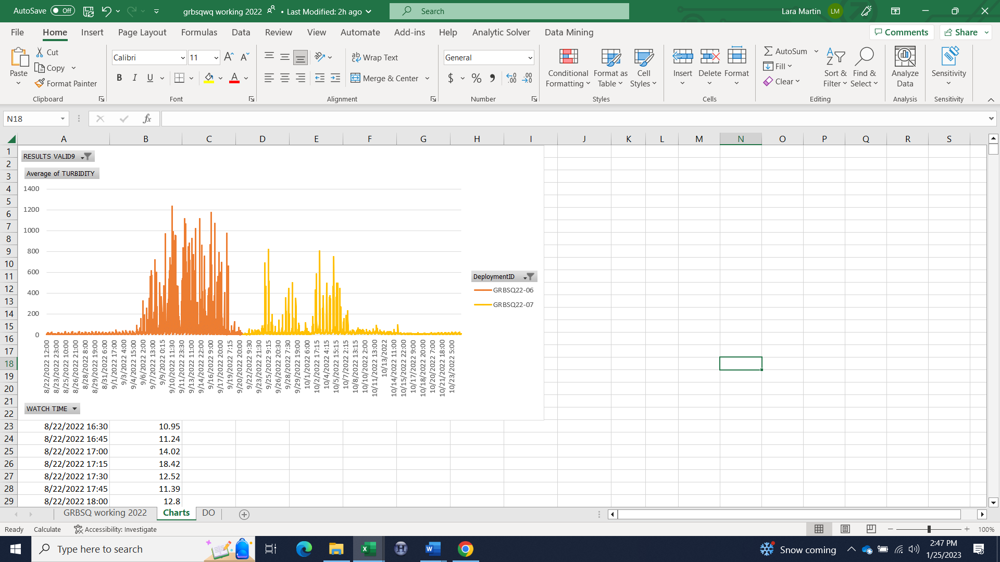 AutoSave Off grbsqwq working 2022 • Last Modified: 2h ago Search Lara Martin LM
File Home Insert Page Layout Formulas Data Review View Automate Add-ins Help Analytic Solver Data Mining Comments Share
Paste Cut Copy Format Painter Clipboard
Calibri 11 B I U A Font
Wrap Text Merge & Center Alignment
General $ % Number
Conditional Formatting Format as Table Cell Styles Styles
Insert Delete Format Cells
AutoSum Fill Clear Sort & Filter Find & Select Editing
Analyze Data Analysis
Sensitivity Sensitivity
N18 fx
A B C D E F G H I J K L M N O P Q R S
1
2
3
4
5
6
7
8
9
10
11
12
13
14
15
16
17
18
19
20
21
22
RESULTS VALID9
Average of TURBIDITY
1400
1200
1000
800
600
400
200
0
DeploymentID
GRBSQ22-06
GRBSQ22-07
8/22/2022 12:00
8/23/2022 23:00
8/25/2022 10:00
8/26/2022 21:00
8/28/2022 8:00
8/29/2022 19:00
8/31/2022 6:00
9/1/2022 17:00
9/3/2022 4:00
9/4/2022 15:00
9/6/2022 2:00
9/7/2022 13:00
9/9/2022 0:15
9/10/2022 11:30
9/11/2022 23:30
9/13/2022 11:00
9/14/2022 22:00
9/16/2022 9:00
9/17/2022 20:00
9/19/2022 7:15
9/20/2022 20:00
9/22/2022 9:30
9/23/2022 21:30
9/25/2022 9:15
9/26/2022 20:30
9/28/2022 7:30
9/29/2022 19:00
10/1/2022 6:00
10/2/2022 17:15
10/4/2022 4:15
10/5/2022 15:15
10/7/2022 2:15
10/8/2022 13:15
10/10/2022 2:00
10/11/2022 13:00
10/13/2022
10/14/2022 11:00
10/15/2022 22:00
10/17/2022 9:00
10/18/2022 20:00
10/20/2022 7:00
10/21/2022 18:00
10/23/2022 5:00
WATCH TIME
23 8/22/2022 16:30 10.95
24 8/22/2022 16:45 11.24
25 8/22/2022 17:00 14.02
26 8/22/2022 17:15 18.42
27 8/22/2022 17:30 12.52
28 8/22/2022 17:45 11.39
29 8/22/2022 18:00 12.8
GRBSQ working 2022 Charts DO
Ready Calculate Accessibility: Investigate 100%
Type here to search Snow coming 2:47 PM
1/25/2023